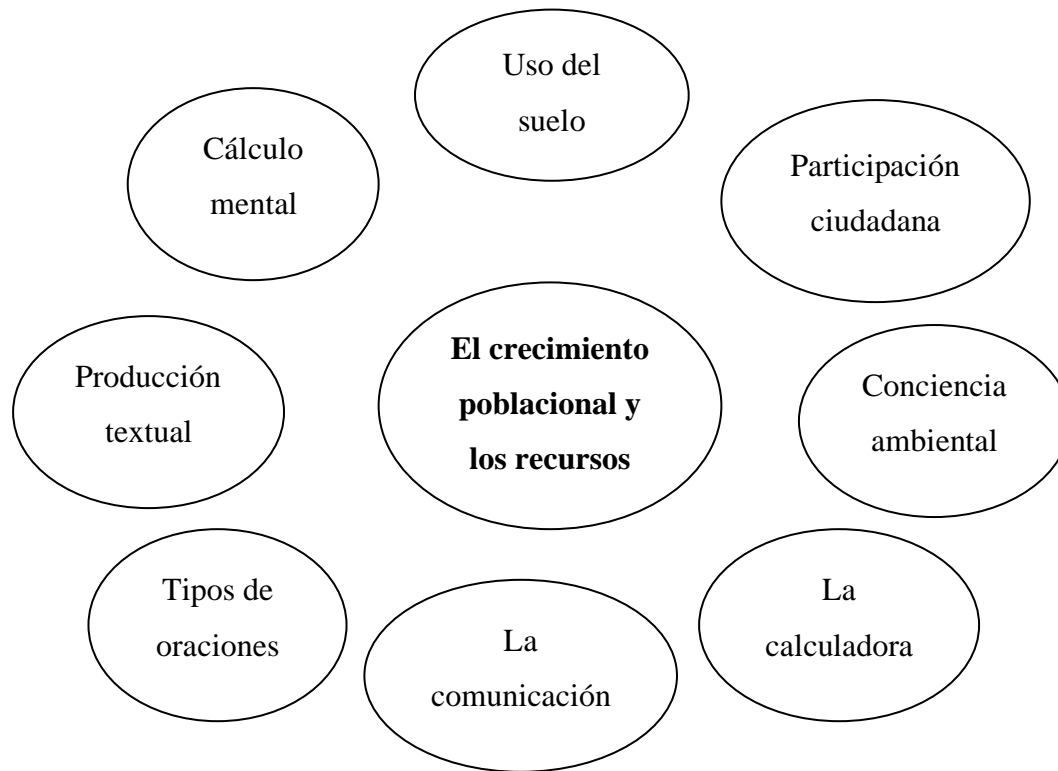 Uso del
suelo
Cálculo
mental
Participación
ciudadana
El crecimiento
poblacional y
los recursos
Producción
textual
Conciencia
ambiental
Tipos de
oraciones
La
comunicación
La
calculadora